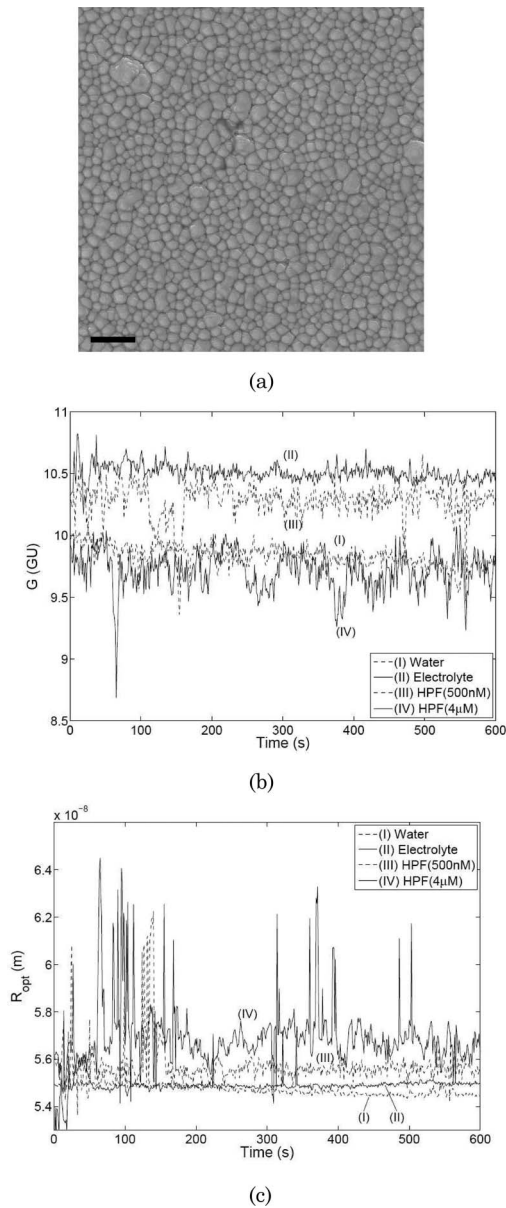 (a)
11
10.5
10
9.5
9
8.5
G (GU)
(II)
(III)
(I)
(IV)
(I) Water
(II) Electrolyte
(III) HPF(500nM)
(IV) HPF(4μM)
0 100 200 300 400 500 600
Time (s)
(b)
x 10⁻⁸
6.4
6.2
6
5.8
5.6
5.4
R_opt (m)
(I) Water
(II) Electrolyte
(III) HPF(500nM)
(IV) HPF(4μM)
(IV)
(III)
(I) (II)
0 100 200 300 400 500 600
Time (s)
(c)